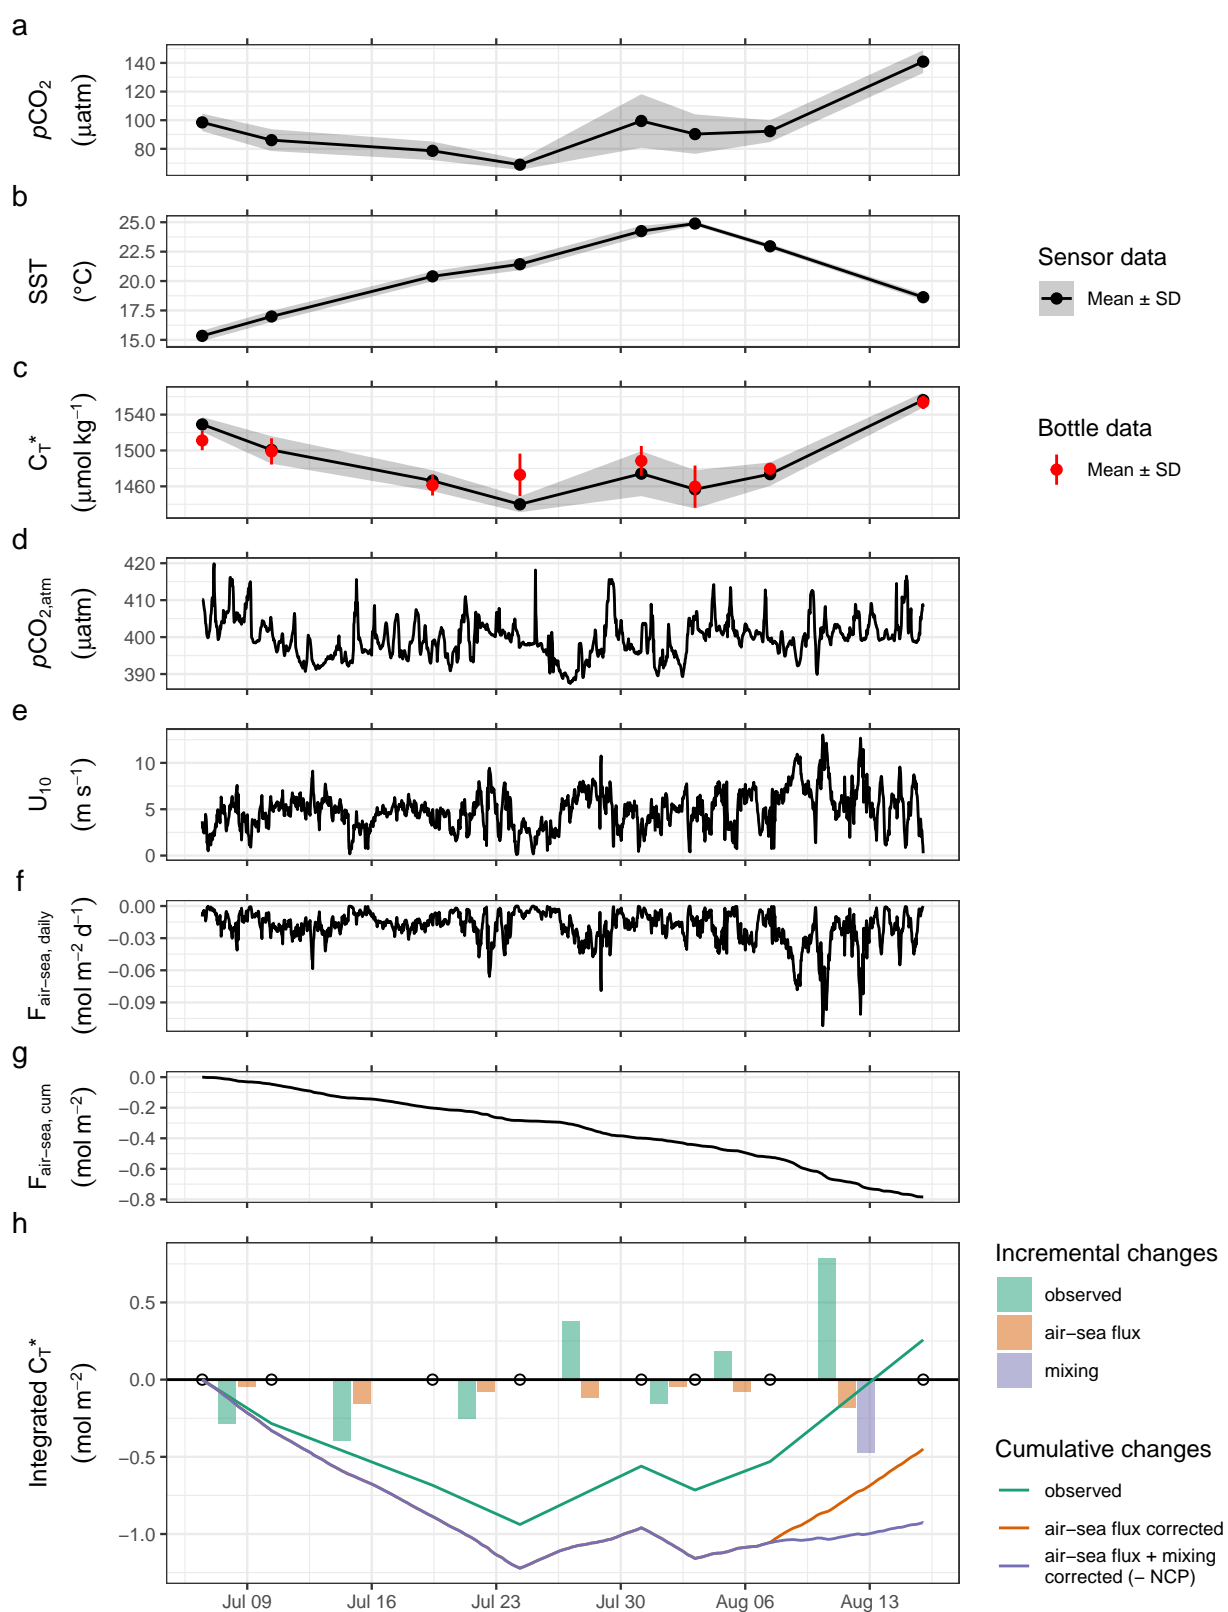 a
140
120
100
80
pCO₂
(µatm)
b
25.0
22.5
20.0
17.5
15.0
SST
(°C)
Sensor data
Mean ± SD
c
1540
1500
1460
C_T*
(µmol kg⁻¹)
Bottle data
Mean ± SD
d
420
410
400
390
pCO₂,atm
(µatm)
e
10
5
0
U₁₀
(m s⁻¹)
f
0.00
−0.03
−0.06
−0.09
F air−sea, daily
(mol m⁻² d⁻¹)
g
0.0
−0.2
−0.4
−0.6
−0.8
F air−sea, cum
(mol m⁻²)
h
0.5
0.0
−0.5
−1.0
Integrated C_T*
(mol m⁻²)
Jul 09
Jul 16
Jul 23
Jul 30
Aug 06
Aug 13
Incremental changes
observed
air−sea flux
mixing
Cumulative changes
observed
air−sea flux corrected
air−sea flux + mixing
corrected (− NCP)